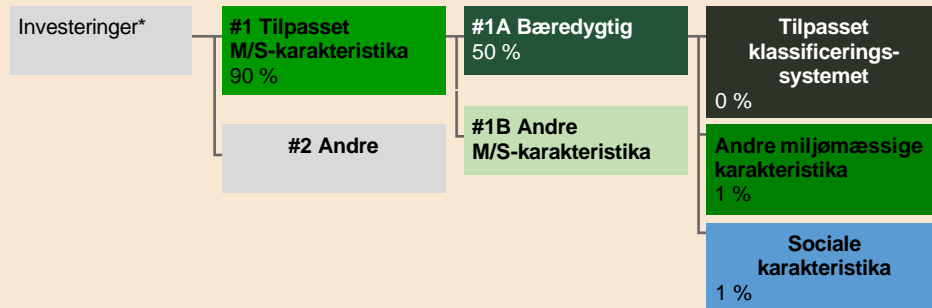 Investeringer*
#1 Tilpasset
M/S-karakteristika
90 %
#2 Andre
#1A Bæredygtig
50 %
#1B Andre
M/S-karakteristika
Tilpasset
klassificerings-
systemet
0 %
Andre miljømæssige
karakteristika
1 %
Sociale
karakteristika
1 %